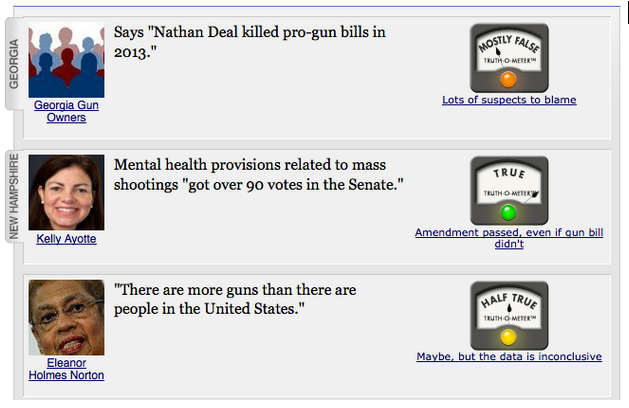 GEORGIA
Says "Nathan Deal killed pro-gun bills in
2013."
Georgia Gun
Owners
MOSTLY FALSE
TRUTH-O-METER™
Lots of suspects to blame
NEW HAMPSHIRE
Mental health provisions related to mass
shootings "got over 90 votes in the Senate."
Kelly Ayotte
TRUE
TRUTH-O-METER™
Amendment passed, even if gun bill
didn't
"There are more guns than there are
people in the United States."
Eleanor
Holmes Norton
HALF TRUE
TRUTH-O-METER™
Maybe, but the data is inconclusive